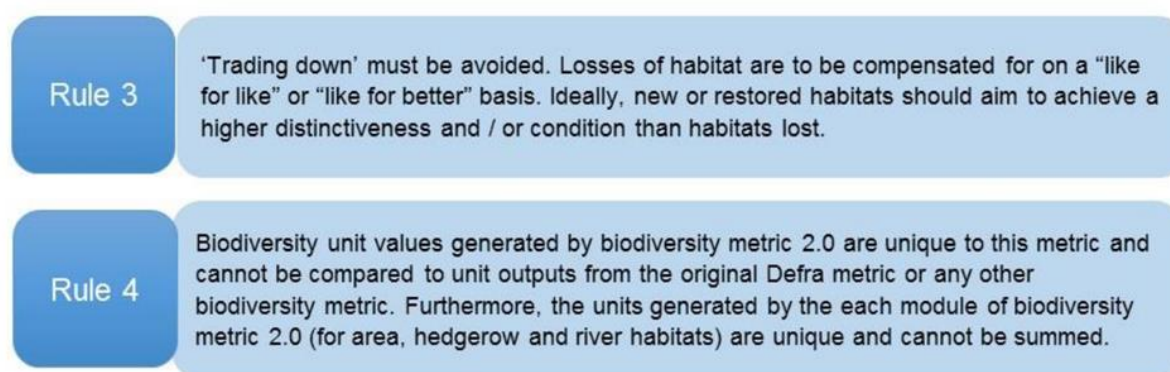 Rule 3
'Trading down' must be avoided. Losses of habitat are to be compensated for on a “like
for like” or “like for better” basis. Ideally, new or restored habitats should aim to achieve a
higher distinctiveness and / or condition than habitats lost.
Rule 4
Biodiversity unit values generated by biodiversity metric 2.0 are unique to this metric and
cannot be compared to unit outputs from the original Defra metric or any other
biodiversity metric. Furthermore, the units generated by the each module of biodiversity
metric 2.0 (for area, hedgerow and river habitats) are unique and cannot be summed.